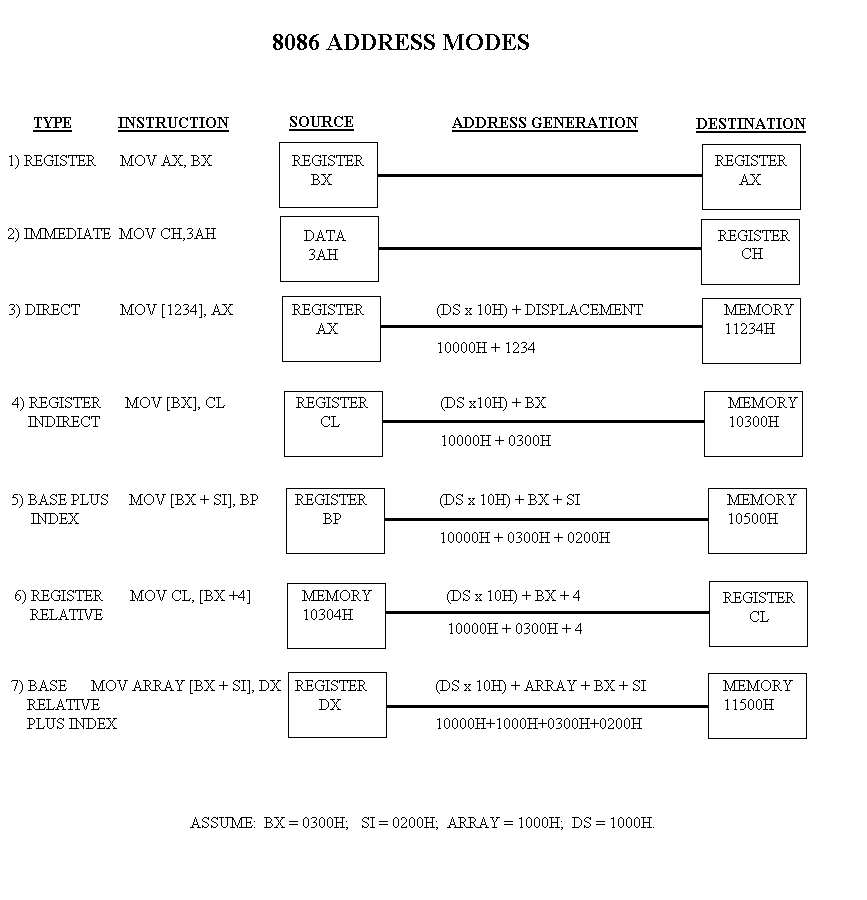 8086 ADDRESS MODES
TYPE INSTRUCTION SOURCE ADDRESS GENERATION DESTINATION
1) REGISTER MOV AX, BX REGISTER REGISTER
BX AX
2) IMMEDIATE MOV CH,3AH DATA REGISTER
3AH CH
3) DIRECT MOV [1234], AX REGISTER (DS x 10H) + DISPLACEMENT MEMORY
AX 11234H
10000H + 1234
4) REGISTER MOV [BX], CL REGISTER (DS x10H) + BX MEMORY
INDIRECT CL 10300H
10000H + 0300H
5) BASE PLUS MOV [BX + SI], BP REGISTER (DS x 10H) + BX + SI MEMORY
INDEX BP 10500H
10000H + 0300H + 0200H
6) REGISTER MOV CL, [BX +4] MEMORY (DS x 10H) + BX + 4 REGISTER
RELATIVE 10304H CL
10000H + 0300H + 4
7) BASE MOV ARRAY [BX + SI], DX REGISTER (DS x 10H) + ARRAY + BX + SI MEMORY
RELATIVE DX 11500H
PLUS INDEX 10000H+1000H+0300H+0200H
ASSUME: BX = 0300H; SI = 0200H; ARRAY = 1000H; DS = 1000H.